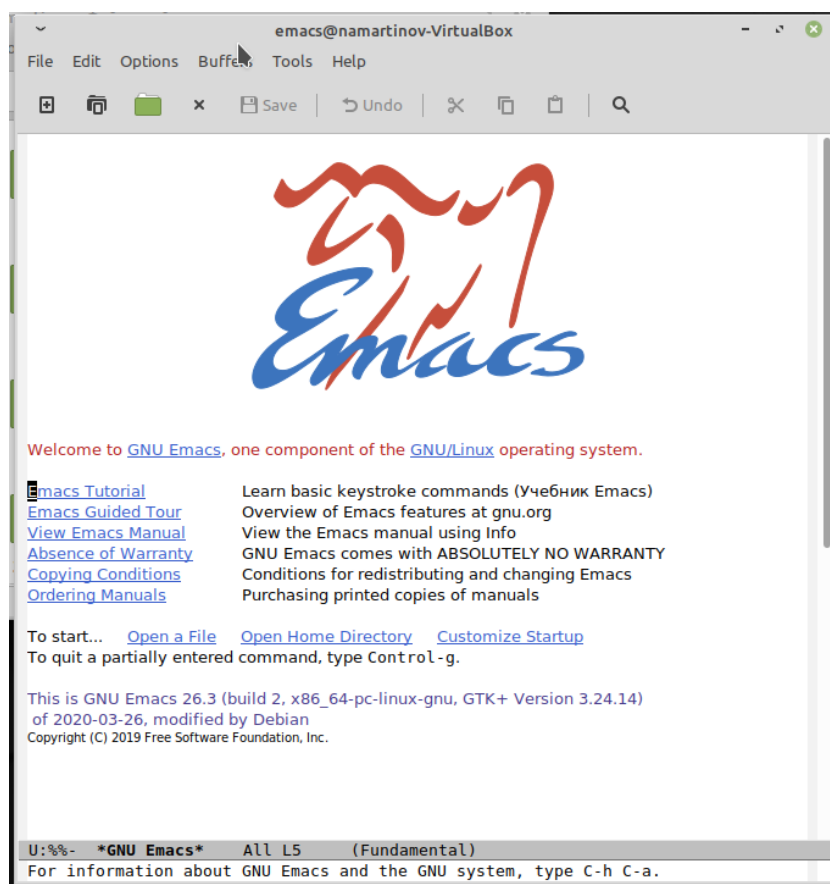 emacs@namartinov-VirtualBox
File Edit Options Buffers Tools Help
Save Undo
Emacs
Welcome to GNU Emacs, one component of the GNU/Linux operating system.
Emacs Tutorial Learn basic keystroke commands (Учебник Emacs)
Emacs Guided Tour Overview of Emacs features at gnu.org
View Emacs Manual View the Emacs manual using Info
Absence of Warranty GNU Emacs comes with ABSOLUTELY NO WARRANTY
Copying Conditions Conditions for redistributing and changing Emacs
Ordering Manuals Purchasing printed copies of manuals
To start... Open a File Open Home Directory Customize Startup
To quit a partially entered command, type Control-g.
This is GNU Emacs 26.3 (build 2, x86_64-pc-linux-gnu, GTK+ Version 3.24.14)
of 2020-03-26, modified by Debian
Copyright (C) 2019 Free Software Foundation, Inc.
U:%%- *GNU Emacs* All L5 (Fundamental)
For information about GNU Emacs and the GNU system, type C-h C-a.